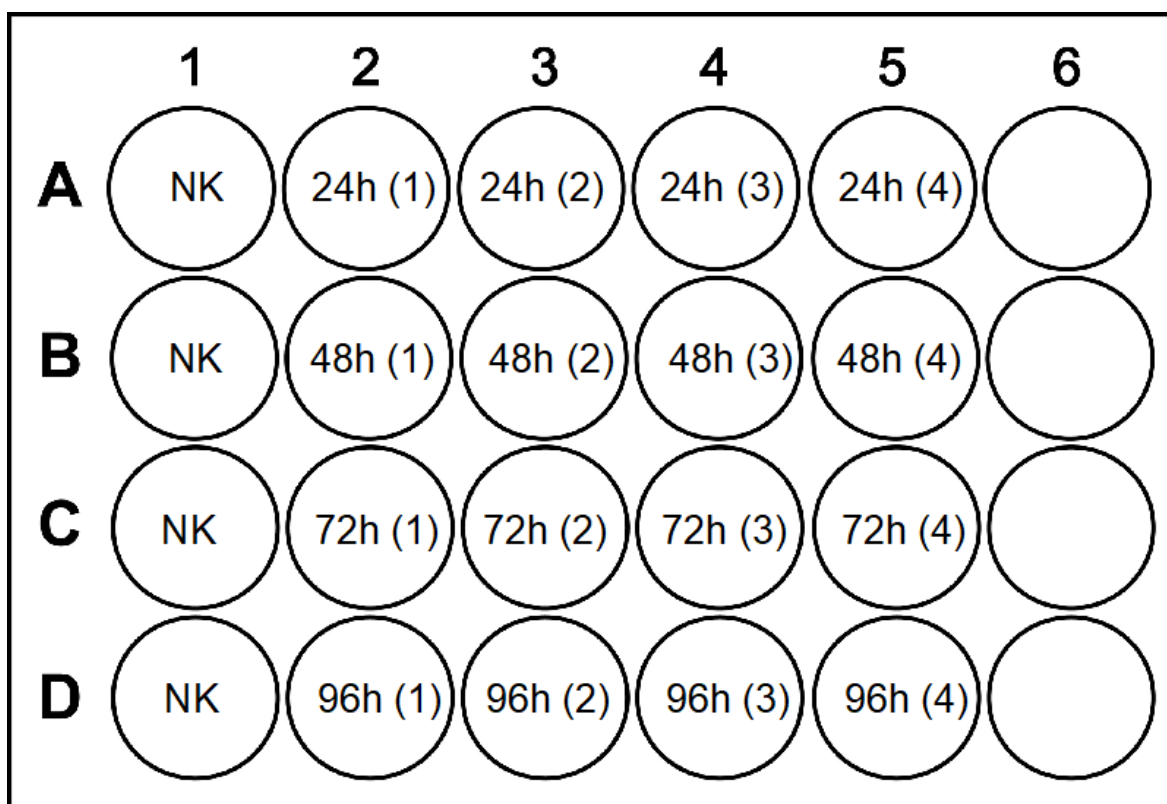 1 2 3 4 5 6
A NK 24h (1) 24h (2) 24h (3) 24h (4)
B NK 48h (1) 48h (2) 48h (3) 48h (4)
C NK 72h (1) 72h (2) 72h (3) 72h (4)
D NK 96h (1) 96h (2) 96h (3) 96h (4)